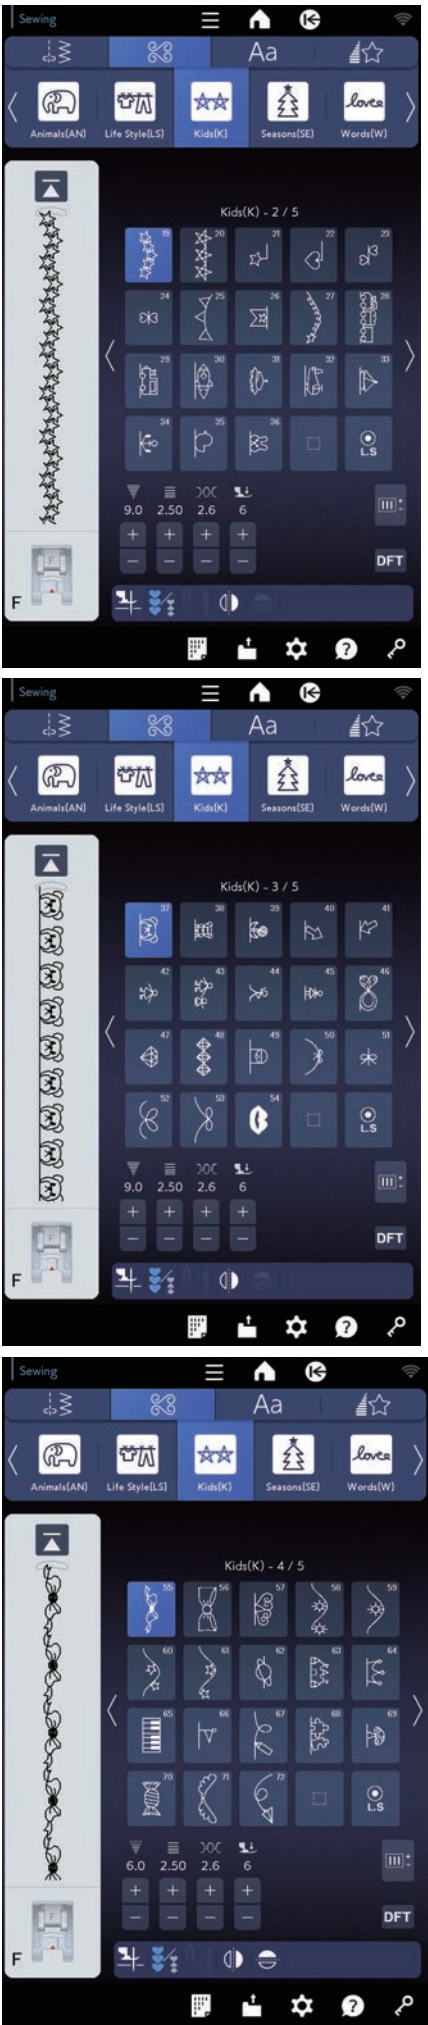 Sewing
Aa
Animals(AN) Life Style(LS) Kids(K) Seasons(SE) Words(W)
Kids(K) - 2 / 5
19 20 21 22 23
24 25 26 27 28
29 30 31 32 33
34 35 36 L.S
9.0 2.50 2.6 6
+ + + +
− − − −
DFT
F
Sewing
Aa
Animals(AN) Life Style(LS) Kids(K) Seasons(SE) Words(W)
Kids(K) - 3 / 5
37 38 39 40 41
42 43 44 45 46
47 48 49 50 51
52 53 54 L.S
9.0 2.50 2.6 6
+ + + +
− − − −
DFT
F
Sewing
Aa
Animals(AN) Life Style(LS) Kids(K) Seasons(SE) Words(W)
Kids(K) - 4 / 5
55 56 57 58 59
60 61 62 63 64
65 66 67 68 69
70 71 72 L.S
6.0 2.50 2.6 6
+ + + +
− − − −
DFT
F